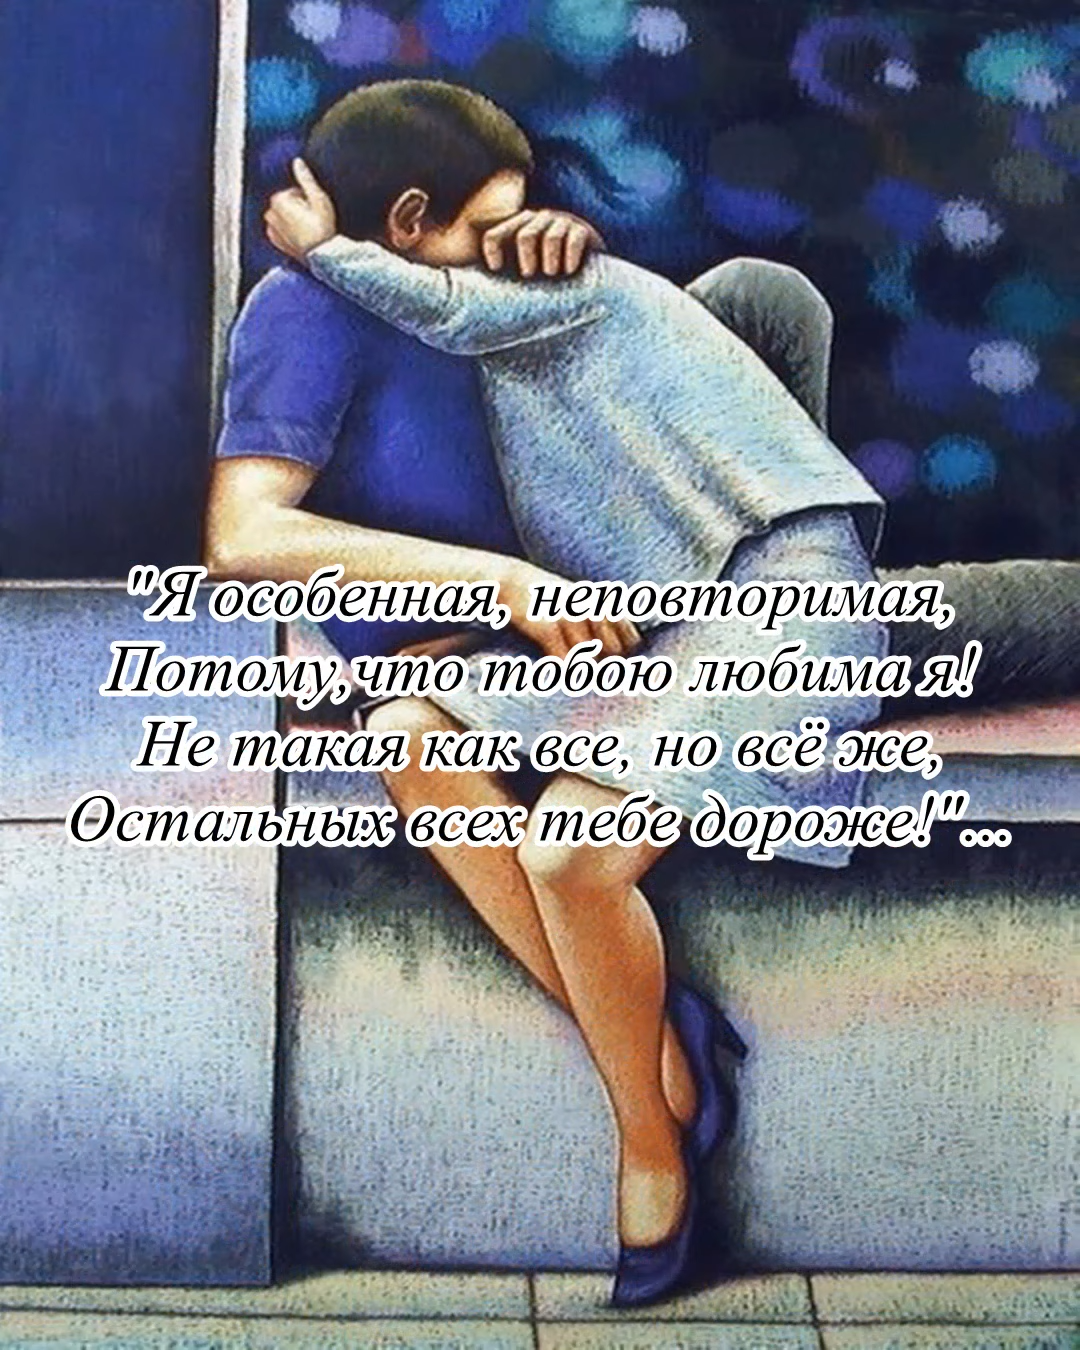 "Я особенная, неповторимая,
Потому,что тобою любима я!
Не такая как все, но всё же,
Остальных всех тебе дороже!"...